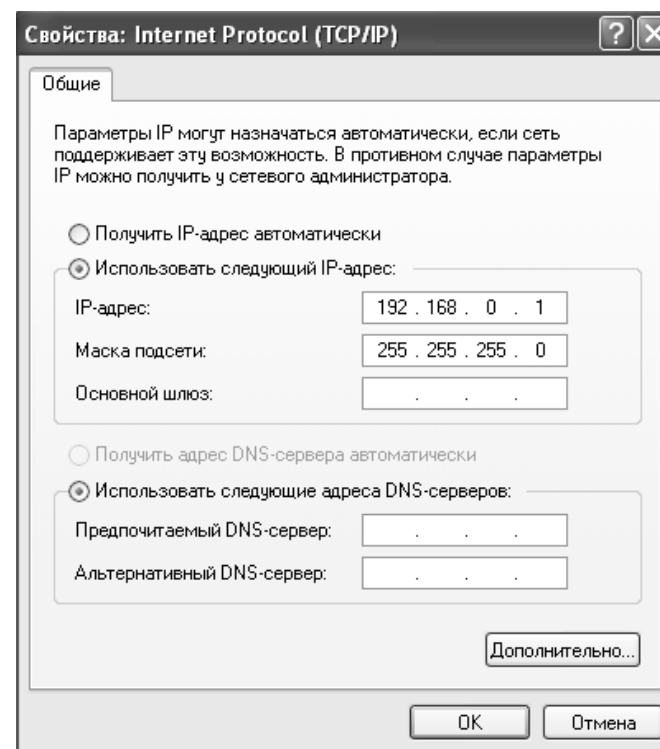 Свойства: Internet Protocol (TCP/IP)
Общие
Параметры IP могут назначаться автоматически, если сеть
поддерживает эту возможность. В противном случае параметры
IP можно получить у сетевого администратора.
Получить IP-адрес автоматически
Использовать следующий IP-адрес:
IP-адрес: 192 . 168 . 0 . 1
Маска подсети: 255 . 255 . 255 . 0
Основной шлюз: . . .
Получить адрес DNS-сервера автоматически
Использовать следующие адреса DNS-серверов:
Предпочитаемый DNS-сервер: . . .
Альтернативный DNS-сервер: . . .
Дополнительно...
OK Отмена